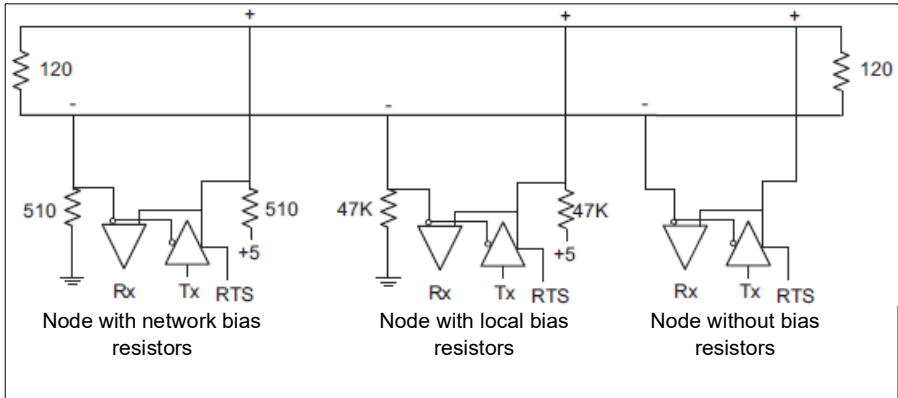 + + +
120 120
- - -
510 510 47K 47K
+5 +5
Rx Tx RTS Rx Tx RTS Rx Tx RTS
Node with network bias
resistors
Node with local bias
resistors
Node without bias
resistors